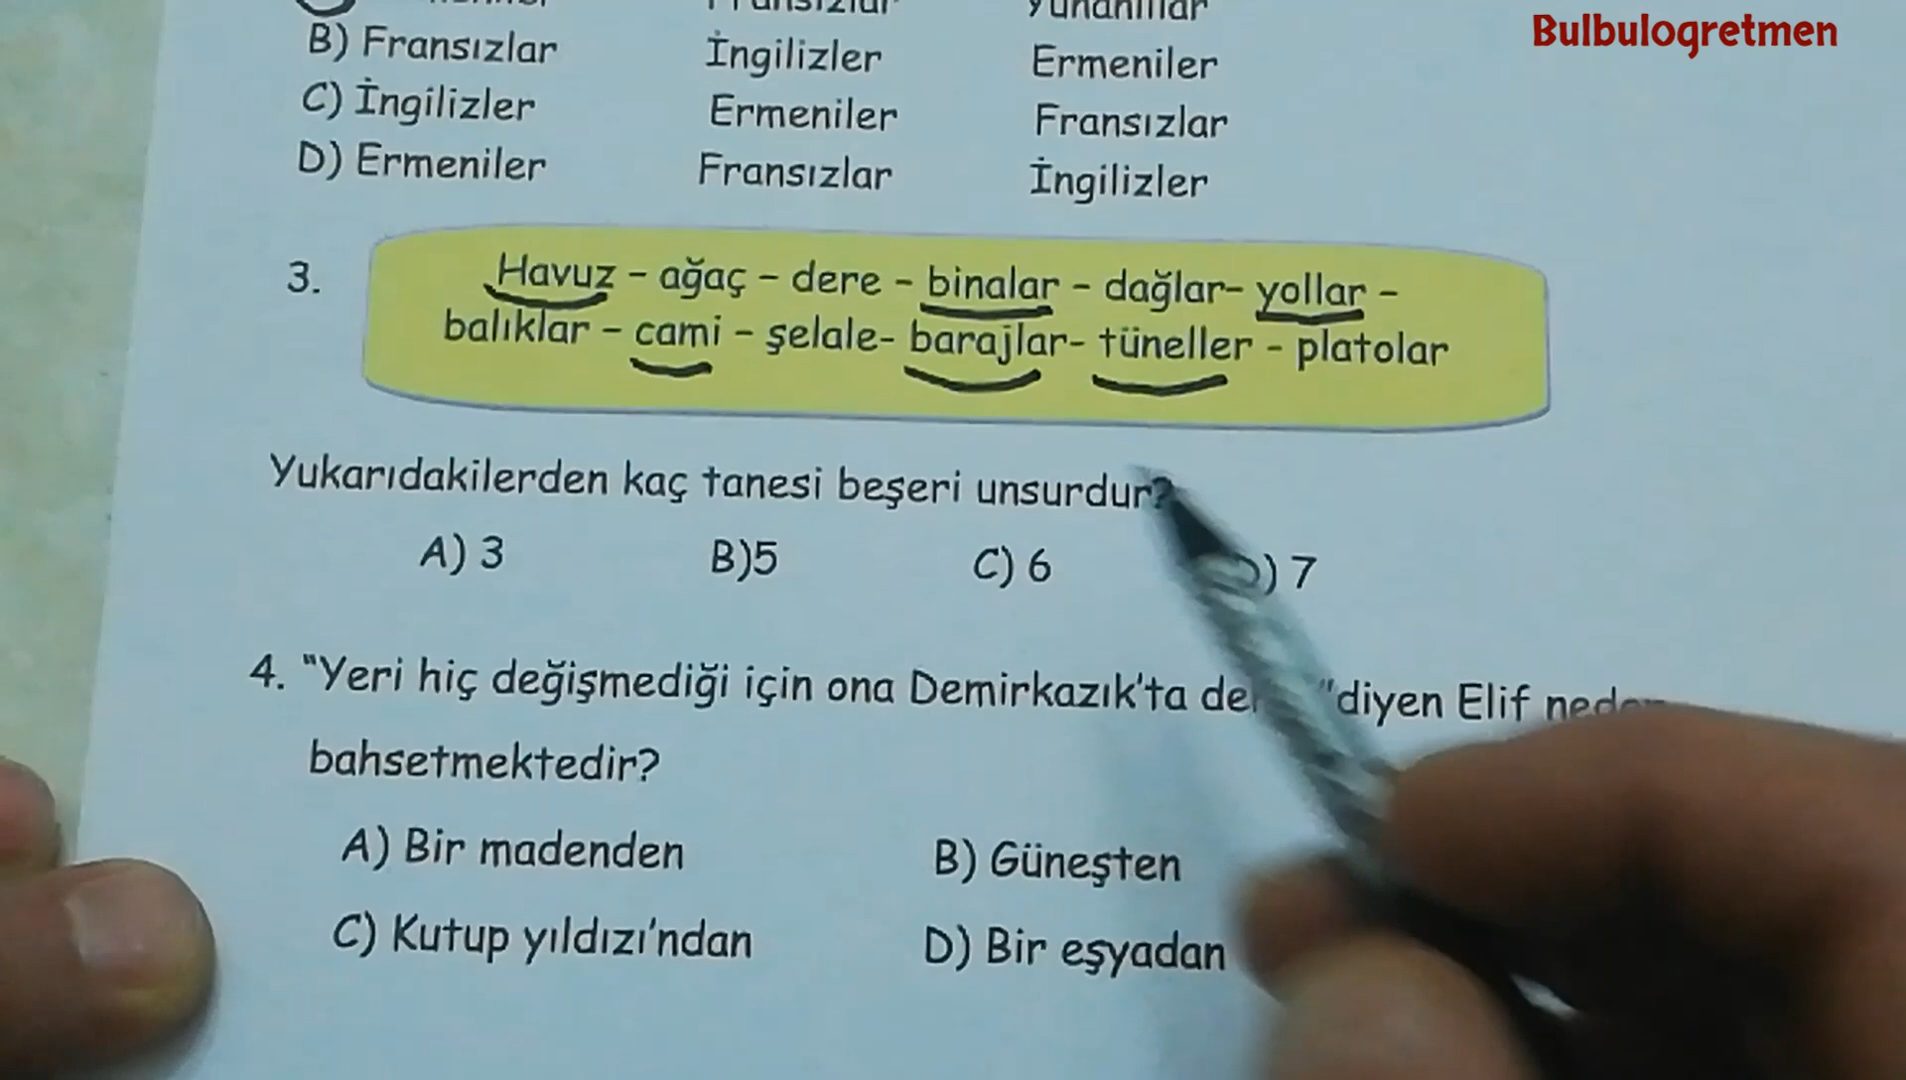 Bulbulogretmen
Fransızlar Yunanlılar
B) Fransızlar İngilizler Ermeniler
C) İngilizler Ermeniler Fransızlar
D) Ermeniler Fransızlar İngilizler
3.
Havuz - ağaç - dere - binalar - dağlar- yollar -
balıklar - cami - şelale- barajlar- tüneller - platolar
Yukarıdakilerden kaç tanesi beşeri unsurdur?
A) 3 B)5 C) 6 D) 7
4. "Yeri hiç değişmediği için ona Demirkazık'ta "diyen Elif
bahsetmektedir?
A) Bir madenden B) Güneşten
C) Kutup yıldızı'ndan D) Bir eşyadan